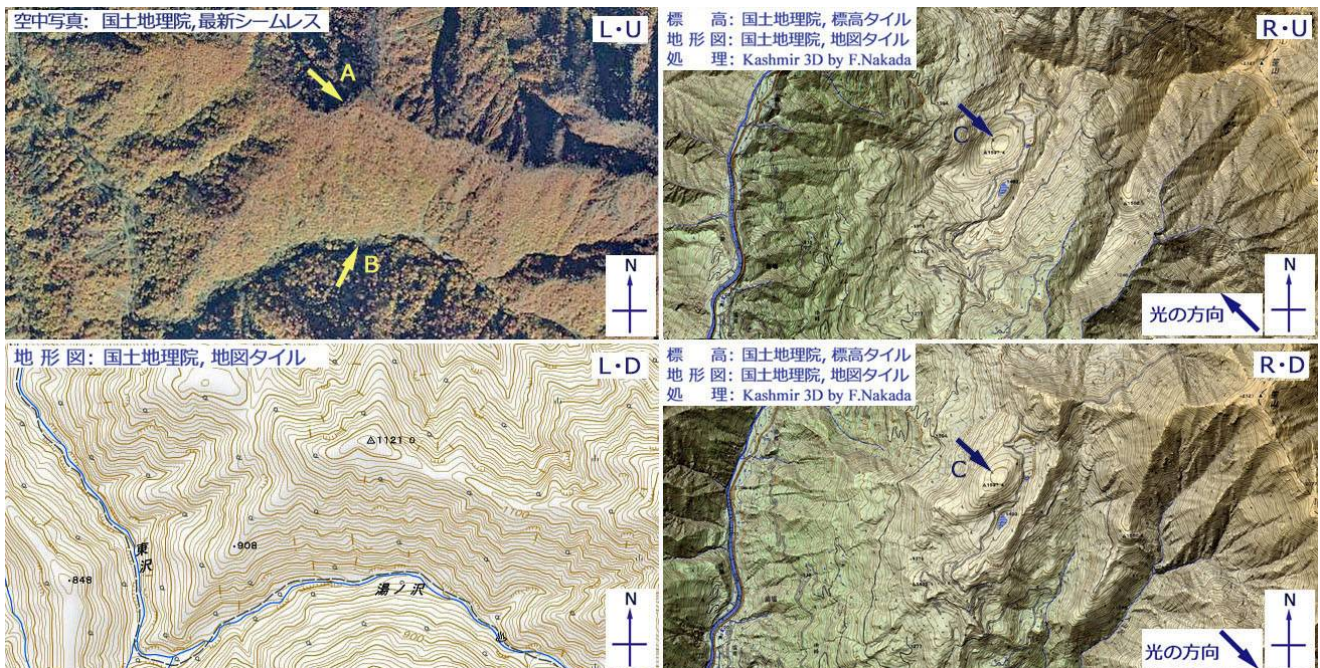 空中写真: 国土地理院,最新シームレス
L・U
A
B
N
標　高: 国土地理院, 標高タイル
地形図: 国土地理院, 地図タイル
処　理: Kashmir 3D by F.Nakada
R・U
C
光の方向
N
地形図: 国土地理院, 地図タイル
L・D
1121
1100
908
東沢
848
湯ノ沢
900
N
標　高: 国土地理院, 標高タイル
地形図: 国土地理院, 地図タイル
処　理: Kashmir 3D by F.Nakada
R・D
C
光の方向
N